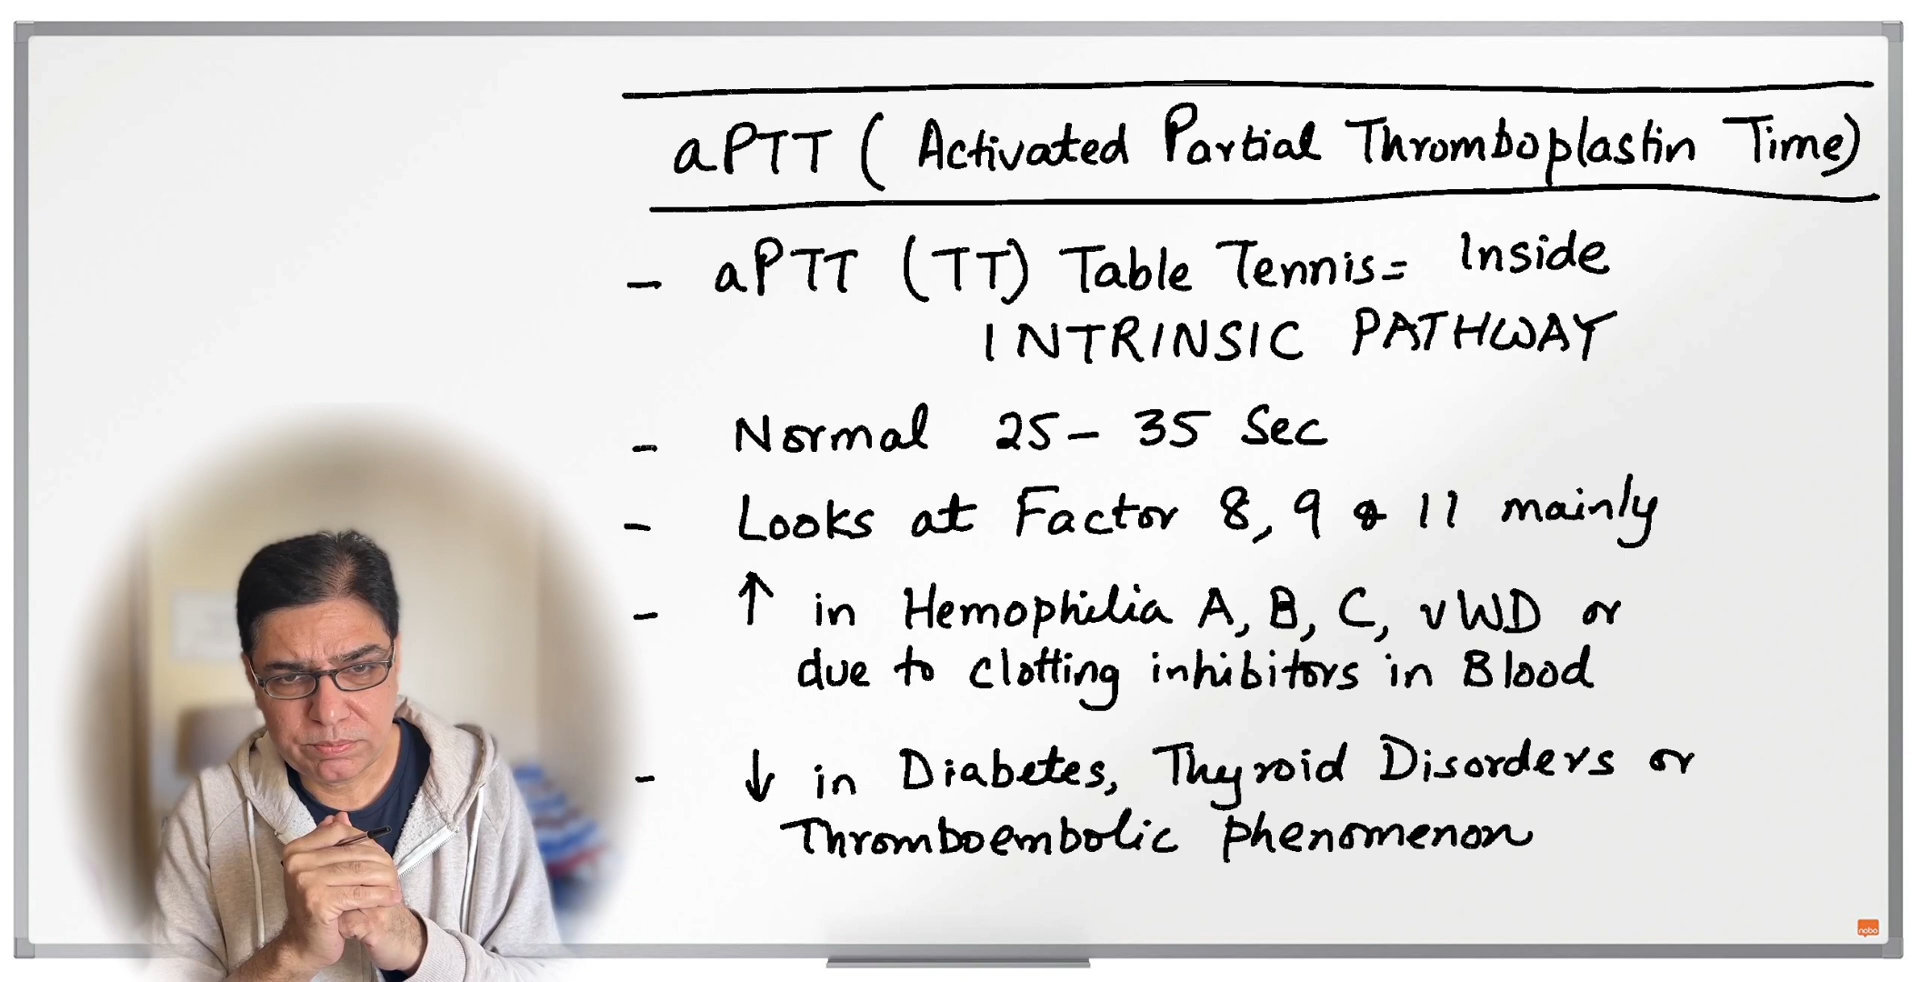 aPTT ( Activated Partial Thromboplastin Time)
- aPTT (TT) Table Tennis = Inside
INTRINSIC PATHWAY
- Normal 25 - 35 Sec
- Looks at Factor 8, 9 & 11 mainly
- ↑ in Hemophilia A, B, C, vWD or
due to clotting inhibitors in Blood
- ↓ in Diabetes, Thyroid Disorders or
Thromboembolic phenomenon
nobo